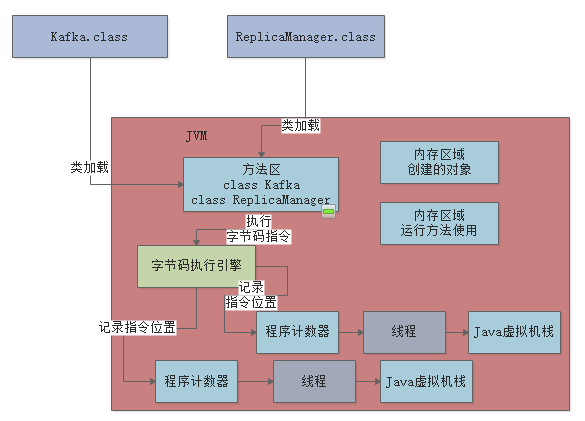 Kafka.class
ReplicaManager.class
JVM
类加载
类加载
方法区
class Kafka
class ReplicaManager
内存区域
创建的对象
内存区域
运行方法使用
执行
字节码指令
字节码执行引擎
记录
指令位置
记录指令位置
程序计数器
线程
Java虚拟机栈
程序计数器
线程
Java虚拟机栈